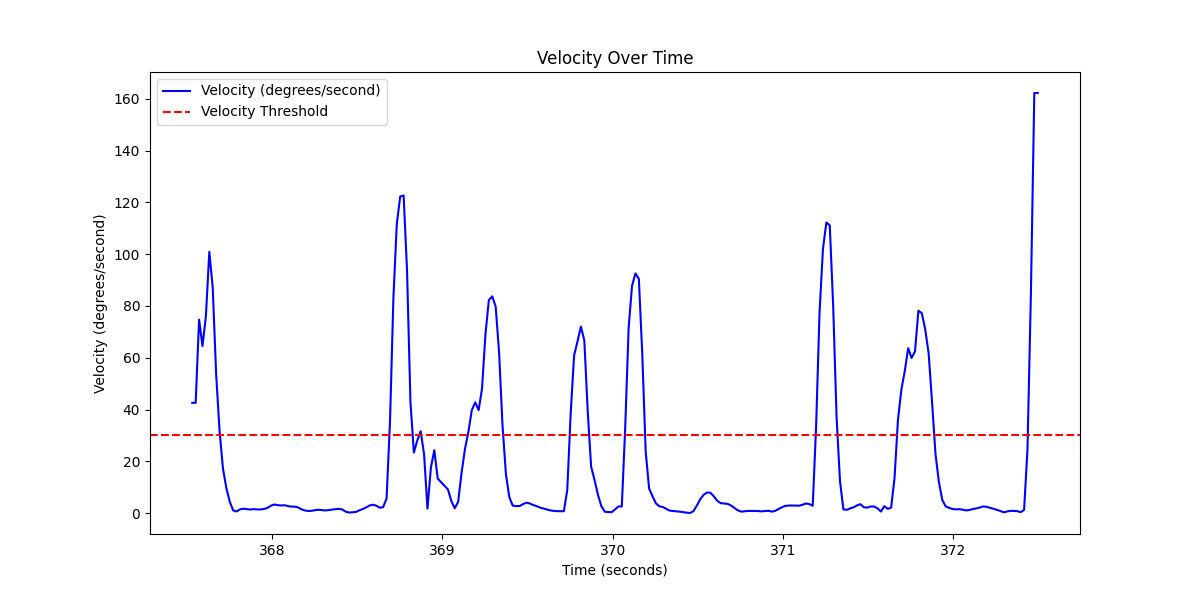 Velocity Over Time
Velocity (degrees/second)
Velocity Threshold
Velocity (degrees/second)
160
140
120
100
80
60
40
20
0
368
369
370
371
372
Time (seconds)